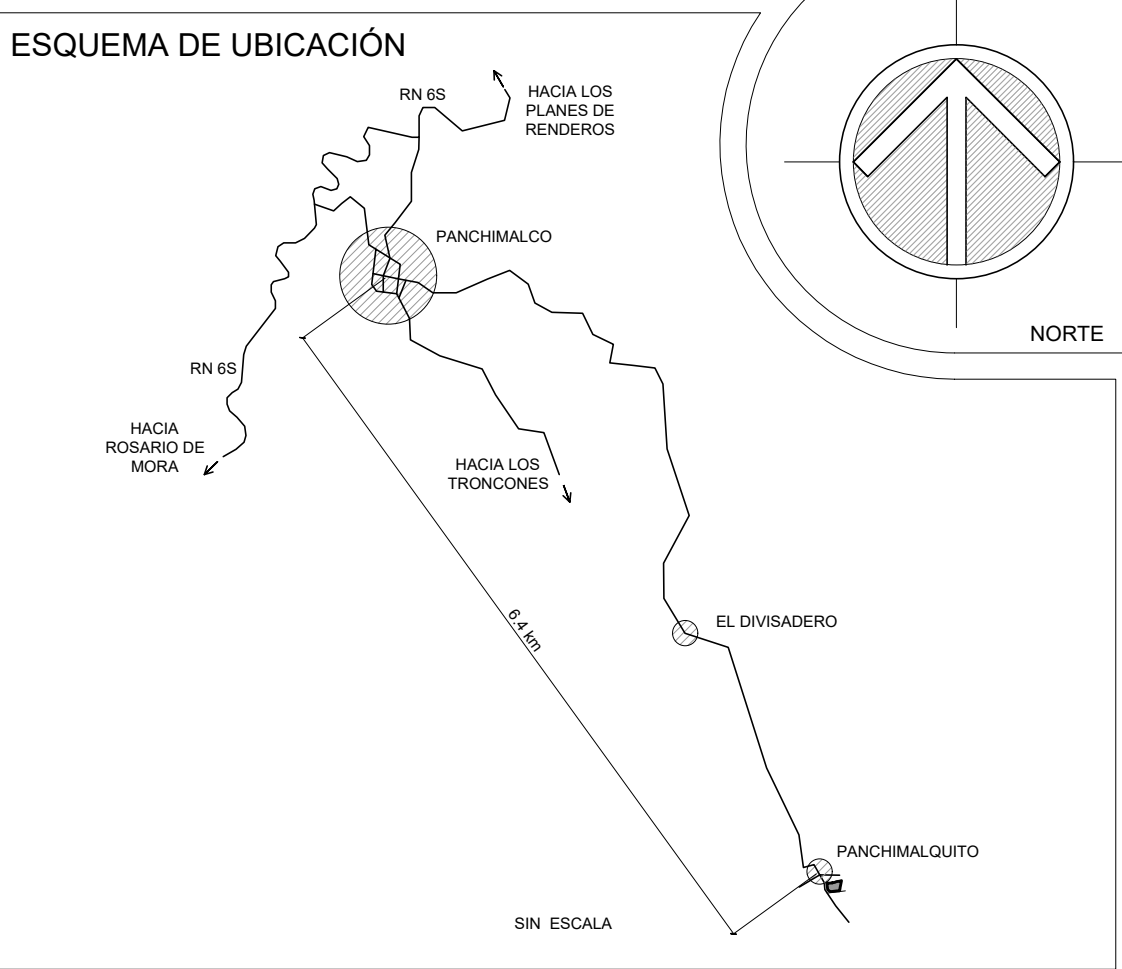 ESQUEMA DE UBICACIÓN
RN 6S
HACIA LOS
PLANES DE
RENDEROS
PANCHIMALCO
NORTE
RN 6S
HACIA
ROSARIO DE
MORA
HACIA LOS
TRONCONES
6.4 km
EL DIVISADERO
PANCHIMALQUITO
SIN ESCALA